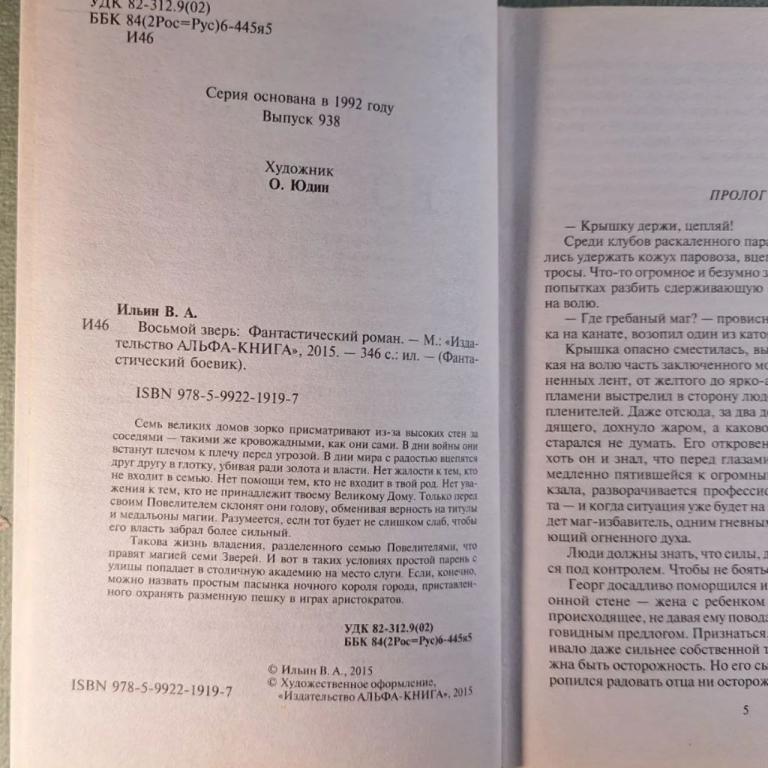 УДК 82-312.9(02)
ББК 84(2Рос=Рус)6-445я5
И46
Серия основана в 1992 году
Выпуск 938
Художник
О. Юдин
Ильин В. А.
И46 Восьмой зверь: Фантастический роман. — М.: «Изда-
тельство АЛЬФА-КНИГА», 2015. — 346 с.: ил. — (Фанта-
стический боевик).
ISBN 978-5-9922-1919-7
Семь великих домов зорко присматривают из-за высоких стен за
соседями — такими же кровожадными, как они сами. В дни войны они
встанут плечом к плечу перед угрозой. В дни мира с радостью вцепятся
друг другу в глотку, убивая ради золота и власти. Нет жалости к тем, кто
не входит в семью. Нет помощи тем, кто не входит в твой род. Нет ува-
жения к тем, кто не принадлежит твоему Великому Дому. Только перед
своим Повелителем склонят они голову, обменивая верность на титулы
и медальоны магии. Разумеется, если тот будет не слишком слаб, чтобы
его власть забрал более сильный.
Такова жизнь владения, разделенного семью Повелителями, что
правят магией семи Зверей. И вот в таких условиях простой парень с
улицы попадает в столичную академию на место слуги. Если, конечно,
можно назвать простым пасынка ночного короля города, приставлен-
ного охранять разменную пешку в играх аристократов.
УДК 82-312.9(02)
ББК 84(2Рос=Рус)6-445я5
© Ильин В. А., 2015
© Художественное оформление,
«Издательство АЛЬФА-КНИГА», 2015
ISBN 978-5-9922-1919-7
ПРОЛОГ
— Крышку держи, цепляй!
Среди клубов раскаленного пара
лись удержать кожух паровоза, вцеп
тросы. Что-то огромное и безумно з
попытках разбить сдерживающую
на волю.
— Где гребаный маг? — провисн
ка на канате, возопил один из като
Крышка опасно сместилась, вы
кая на волю часть заключенного мо
ненных лент, от желтого до ярко-а
пламени выстрелил в сторону люд
пленителей. Даже отсюда, за два де
дящего, дохнуло жаром, а каково
старался не думать. Его откровен
хоть он и знал, что перед глазами
медленно пятившейся к огромны
кзала, разворачивается профессио
та — и когда ситуация уже будет на
дет маг-избавитель, одним гневным
ющий огненного духа.
Люди должны знать, что силы, д
ся под контролем. Чтобы не боять
Георг досадливо поморщился и
онной стене — жена с ребенком
происходящее, не давая ему повода
говидным предлогом. Признаться,
ивало даже сильнее собственной т
жна быть осторожность. Но его сы
ропился радовать отца ни осторож
5